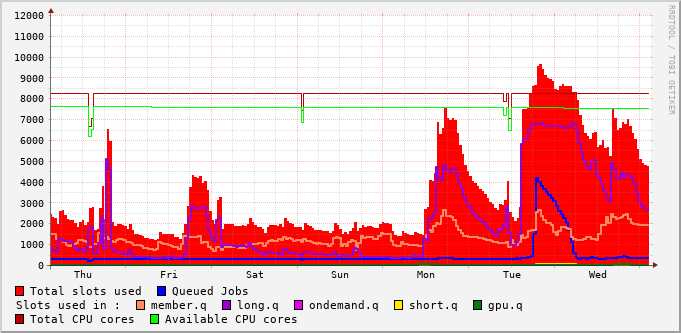 12000
11000
10000
9000
8000
7000
6000
5000
4000
3000
2000
1000
0
Thu Fri Sat Sun Mon Tue Wed
RRDTOOL / TOBI OETIKER
Total slots used Queued Jobs
Slots used in : member.q long.q ondemand.q short.q gpu.q
Total CPU cores Available CPU cores